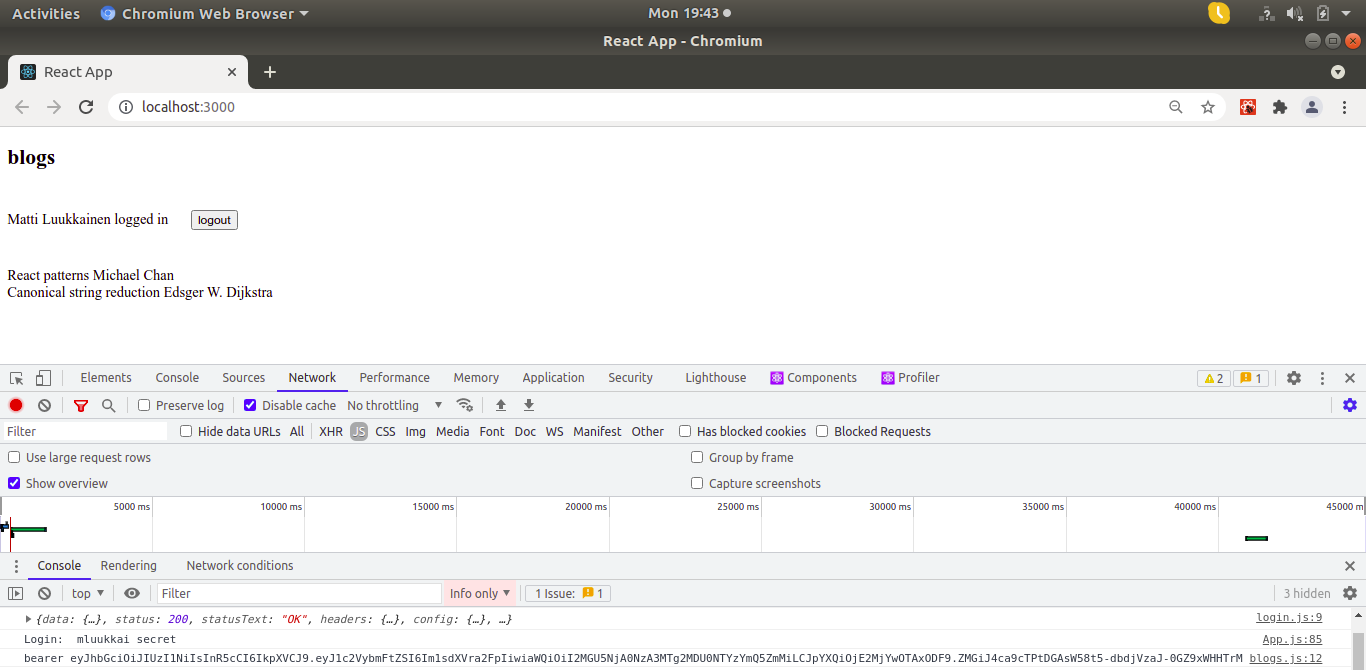 Activities Chromium Web Browser Mon 19:43
React App - Chromium
React App
localhost:3000
blogs
Matti Luukkainen logged in logout
React patterns Michael Chan
Canonical string reduction Edsger W. Dijkstra
Elements Console Sources Network Performance Memory Application Security Lighthouse Components Profiler 2 1
Preserve log Disable cache No throttling
Filter Hide data URLs All XHR JS CSS Img Media Font Doc WS Manifest Other Has blocked cookies Blocked Requests
Use large request rows Group by frame
Show overview Capture screenshots
5000 ms 10000 ms 15000 ms 20000 ms 25000 ms 30000 ms 35000 ms 40000 ms 45000 m
Console Rendering Network conditions
top Filter Info only 1 Issue: 1 3 hidden
{data: {…}, status: 200, statusText: "OK", headers: {…}, config: {…}, …} login.js:9
Login: mluukkai secret App.js:85
bearer eyJhbGciOiJIUzI1NiIsInR5cCI6IkpXVCJ9.eyJ1c2VybmFtZSI6Im1sdXVra2FpIiwiaWQiOiI2MGU5NjA0NzA3MTg2MDU0NTYzYmQ5ZmMiLCJpYXQiOjE2MjYwOTAxODF9.ZMGiJ4ca9cTPtDGAsW58t5-dbdjVzaJ-0GZ9xWHHTrM blogs.js:12